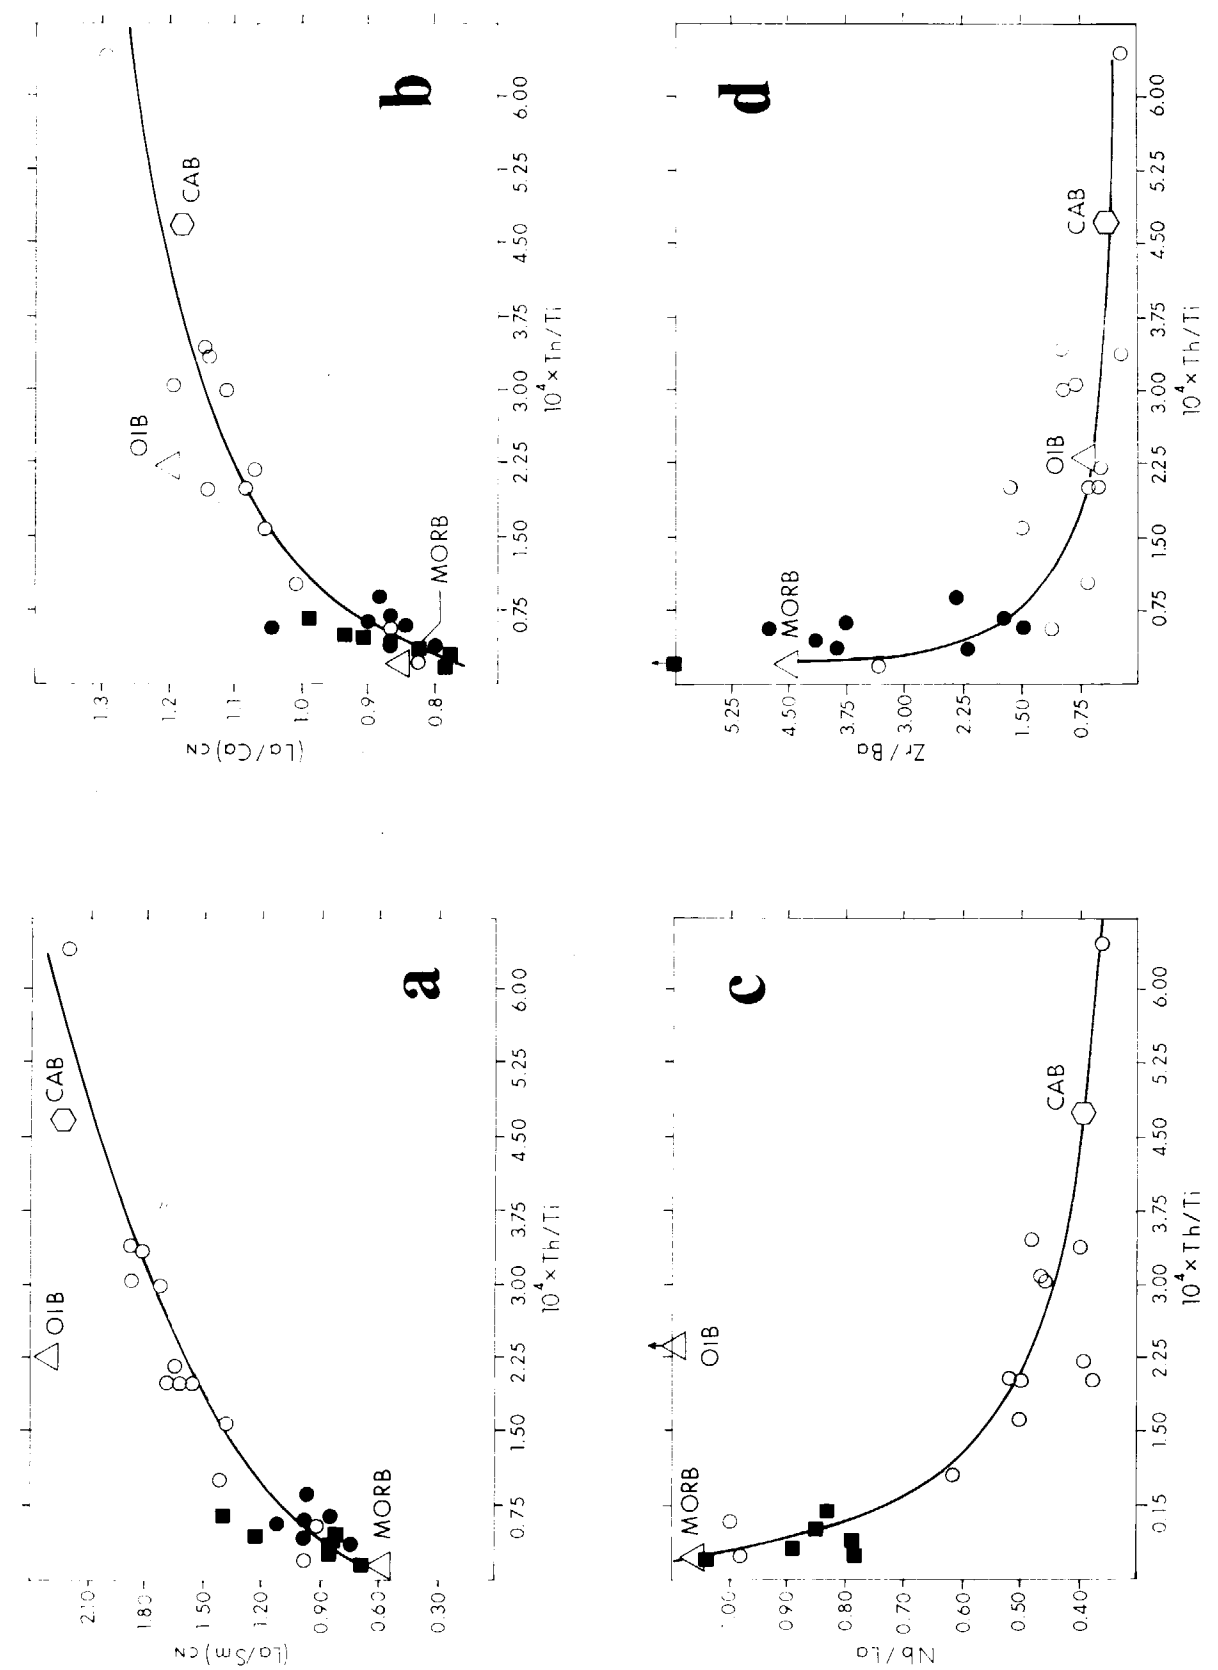 2.10
1.80
1.50
1.20
0.90
0.60
0.30
(La/Sm) CN
OIB
CAB
MORB
a
0.75 1.50 2.25 3.00 3.75 4.50 5.25 6.00
10⁴×Th/Ti
1.3
1.2
1.1
1.0
0.9
0.8
(La/Ca) CN
OIB
CAB
MORB
b
0.75 1.50 2.25 3.00 3.75 4.50 5.25 6.00
10⁴×Tn/Ti
1.00
0.90
0.80
0.70
0.60
0.50
0.40
Nb/La
MORB
OIB
CAB
c
0.15 1.50 2.25 3.00 3.75 4.50 5.25 6.00
10⁴×Th/Ti
5.25
4.50
3.75
3.00
2.25
1.50
0.75
Zr/Ba
MORB
OIB
CAB
d
0.75 1.50 2.25 3.00 3.75 4.50 5.25 6.00
10⁴×Th/Ti